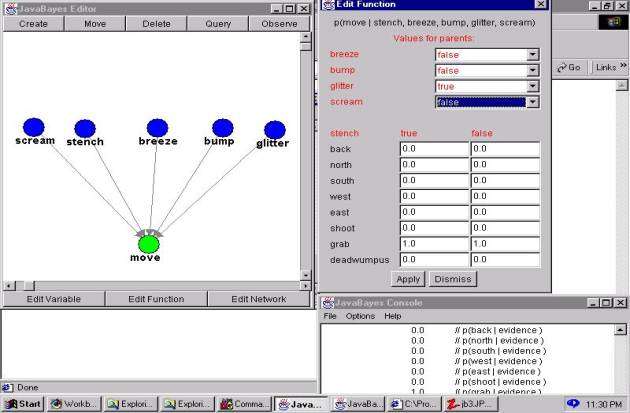 JavaBayes Editor
Create Move Delete Query Observe
scream stench breeze bump glitter
move
Edit Variable Edit Function Edit Network
Edit Function
p(move | stench, breeze, bump, glitter, scream)
Values for parents:
breeze false
bump false
glitter true
scream false
stench true false
back 0.0 0.0
north 0.0 0.0
south 0.0 0.0
west 0.0 0.0
east 0.0 0.0
shoot 0.0 0.0
grab 1.0 1.0
deadwumpus 0.0 0.0
Apply Dismiss
Go Links »
JavaBayes Console
File Options Help
0.0 // p(back | evidence )
0.0 // p(north | evidence )
0.0 // p(south | evidence )
0.0 // p(west | evidence )
0.0 // p(east | evidence )
0.0 // p(shoot | evidence )
1.0 // p(grab | evidence )
Done
Start Workb... Explori... Explori... Comma... Java... JavaBa... C:\Pro... jb3.JP... 11:30 PM